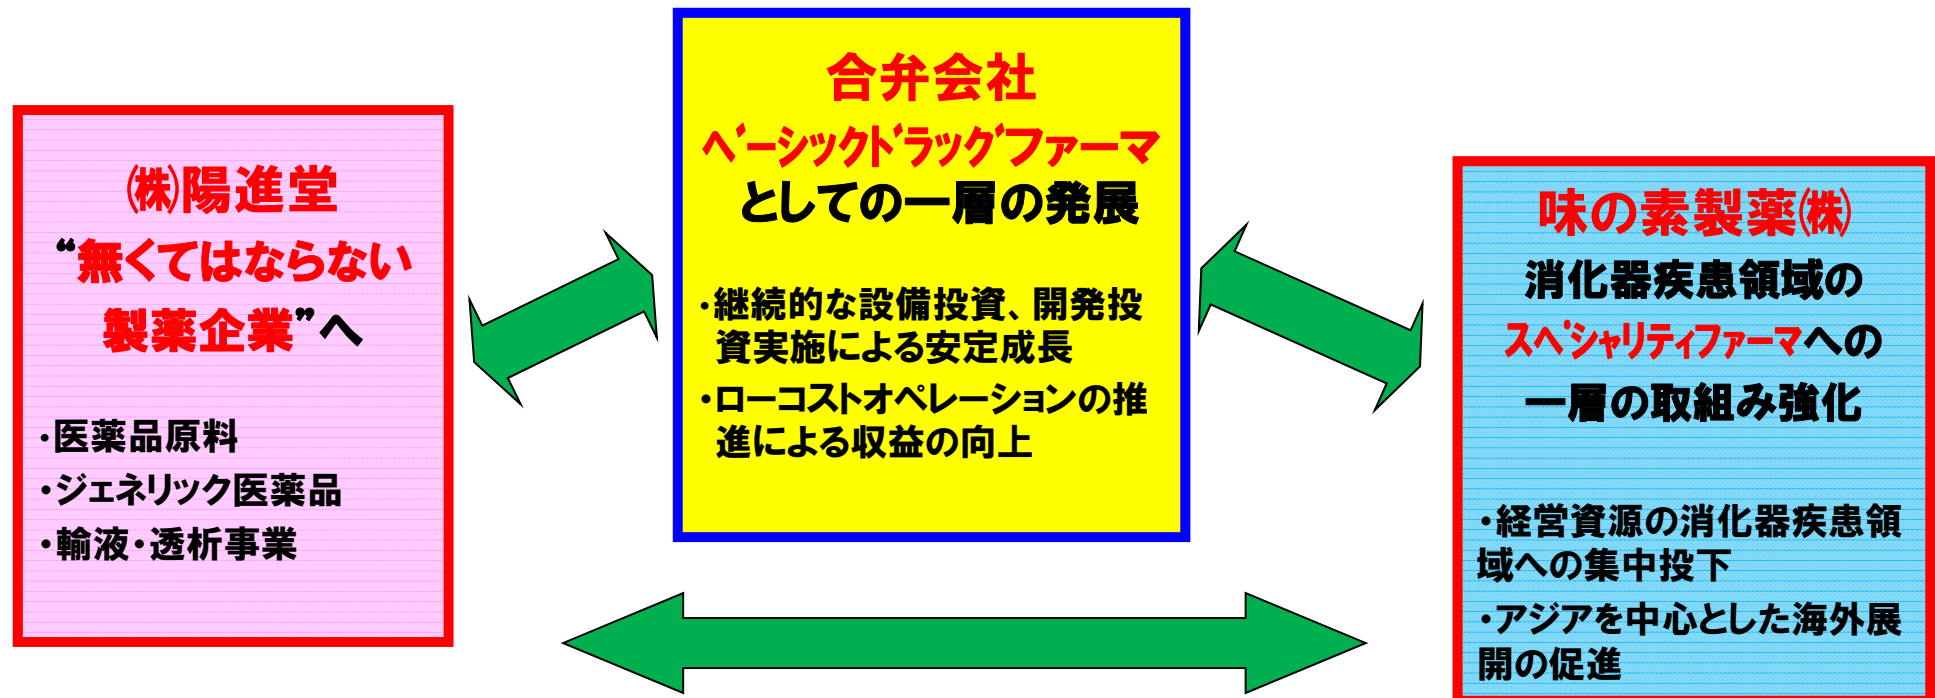 ㈱陽進堂
“無くてはならない
製薬企業”へ
・医薬品原料
・ジェネリック医薬品
・輸液・透析事業
合弁会社
ベーシックドラッグファーマ
としての一層の発展
・継続的な設備投資、開発投
資実施による安定成長
・ローコストオペレーションの推
進による収益の向上
味の素製薬㈱
消化器疾患領域の
スペシャリティファーマへの
一層の取組み強化
・経営資源の消化器疾患領
域への集中投下
・アジアを中心とした海外展
開の促進